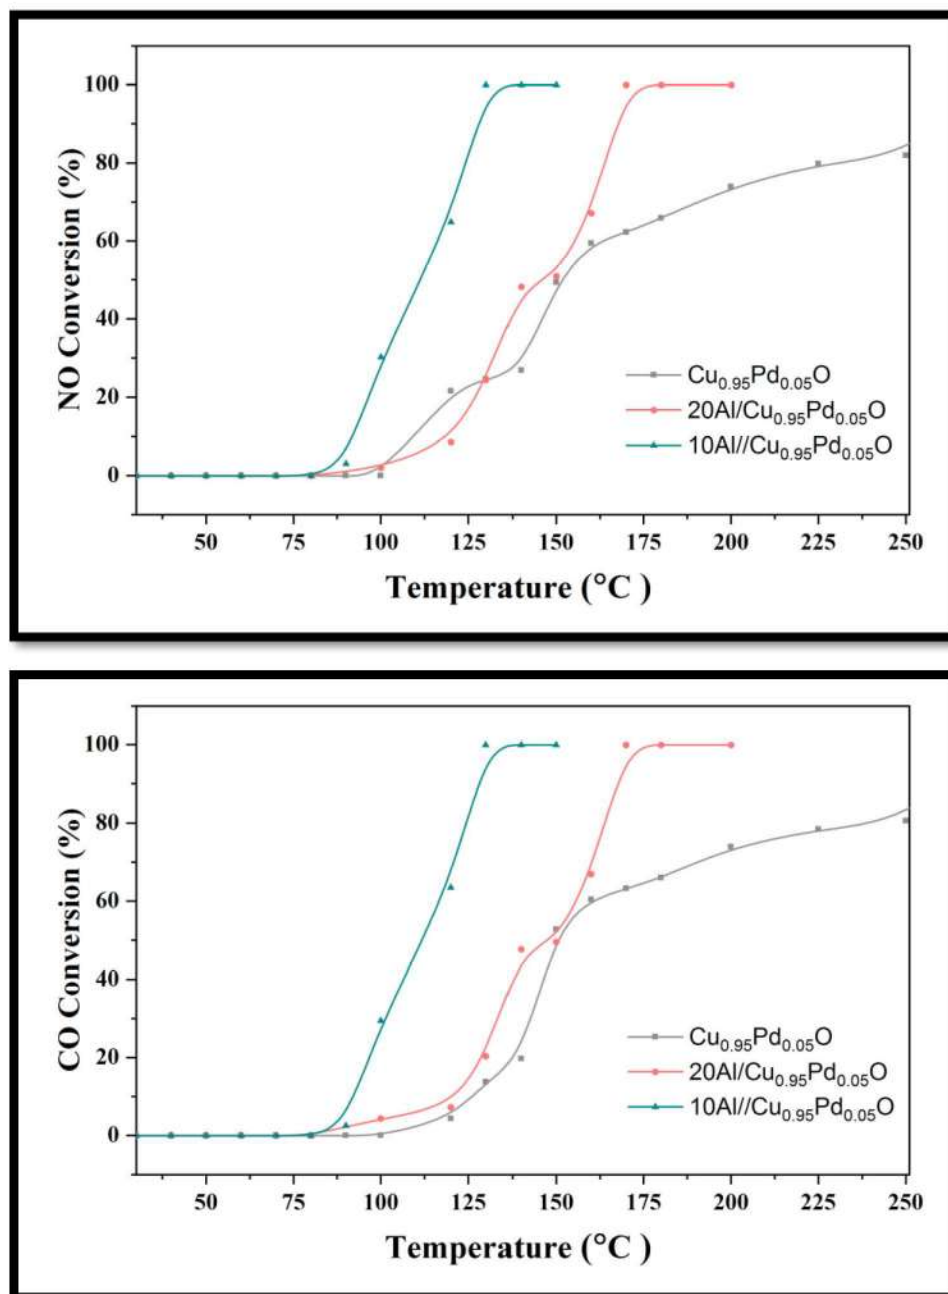 NO Conversion (%)
100
80
60
40
20
0
Cu0.95Pd0.05O
20Al/Cu0.95Pd0.05O
10Al//Cu0.95Pd0.05O
50 75 100 125 150 175 200 225 250
Temperature (°C )
CO Conversion (%)
100
80
60
40
20
0
Cu0.95Pd0.05O
20Al/Cu0.95Pd0.05O
10Al//Cu0.95Pd0.05O
50 75 100 125 150 175 200 225 250
Temperature (°C )